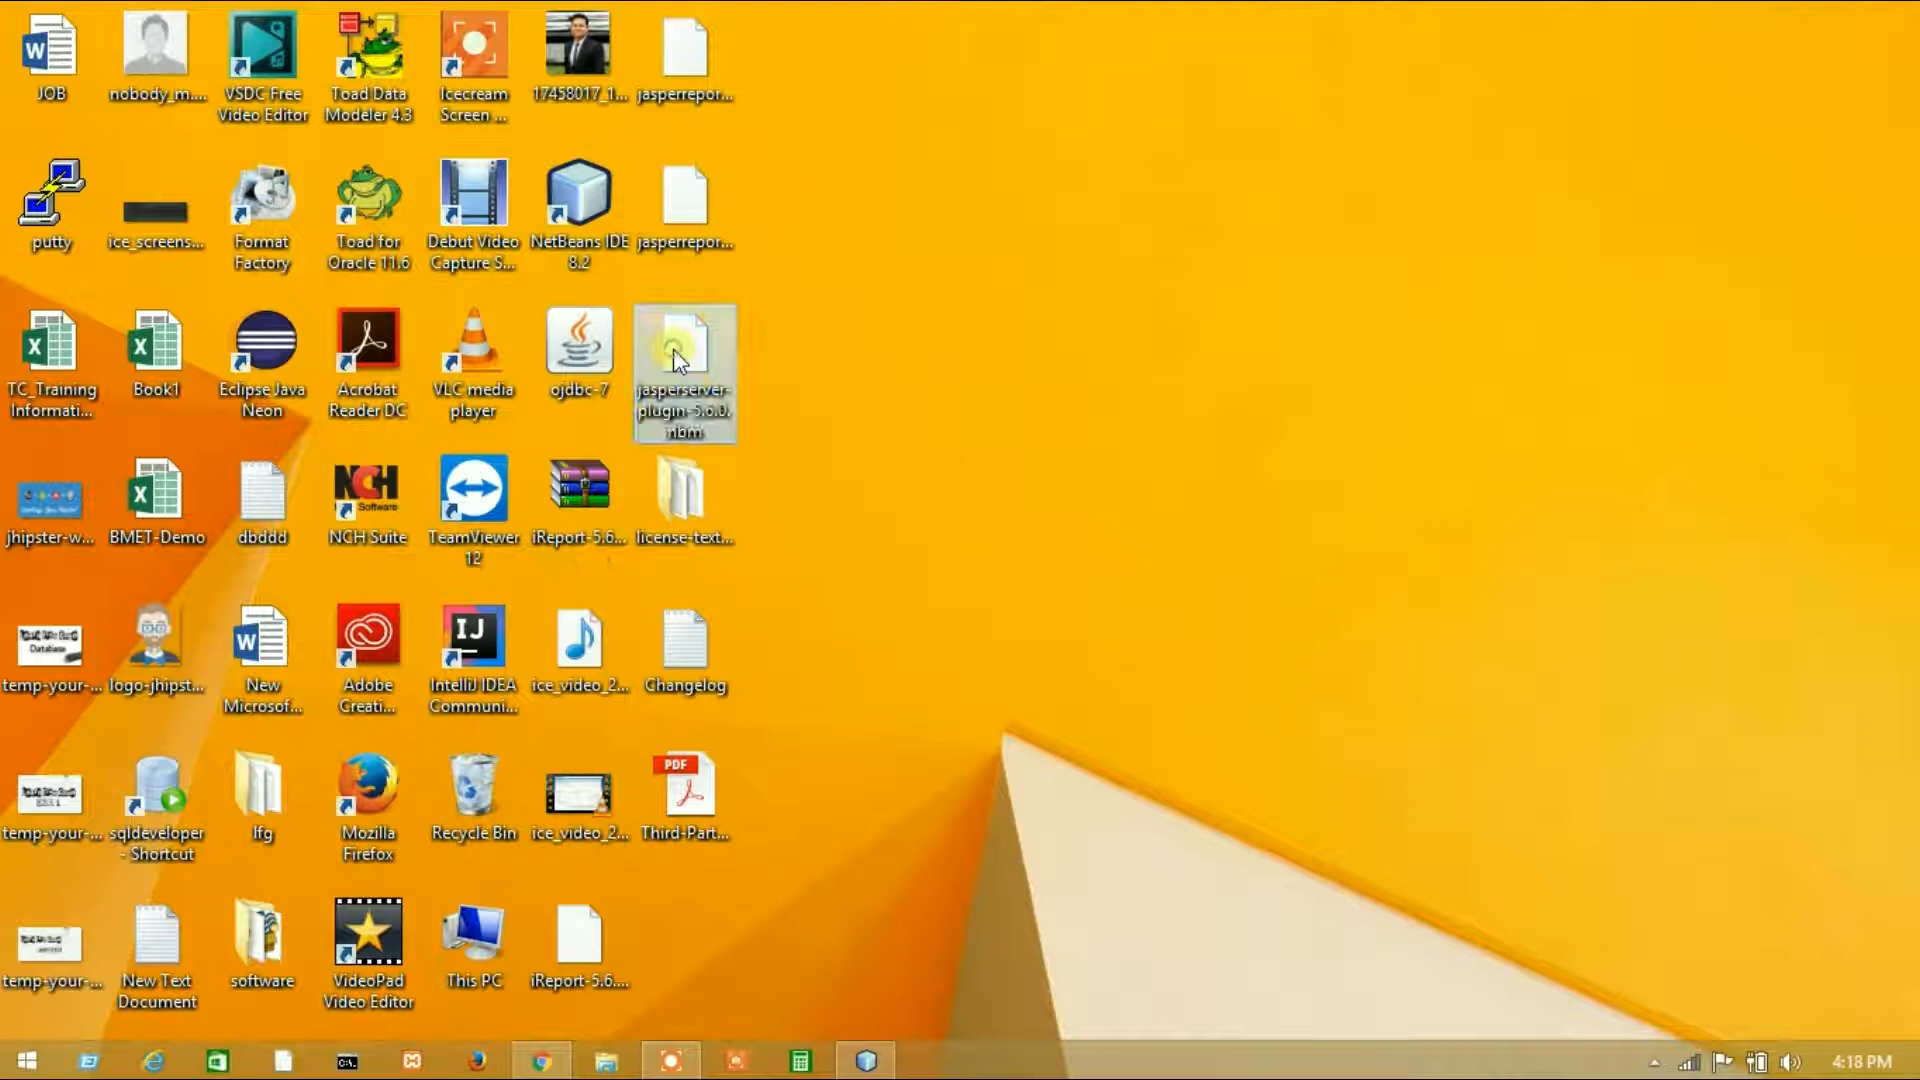 JOB
nobody_m....
VSDC Free
Video Editor
Toad Data
Modeler 4.3
Icecream
Screen ...
17458017_1...
jasperrepor...
putty
ice_screens...
Format
Factory
Toad for
Oracle 11.6
Debut Video
Capture S...
NetBeans IDE
8.2
jasperrepor...
TC_Training
Informati...
Book1
Eclipse Java
Neon
Acrobat
Reader DC
VLC media
player
ojdbc-7
jasperserver-
plugin-5.6.0.
nbm
jhipster-w...
BMET-Demo
dbddd
NCH
Software
NCH Suite
TeamViewer
12
iReport-5.6...
license-text...
Database
temp-your-...
logo-jhipst...
New
Microsof...
Adobe
Creati...
IJ
IntelliJ IDEA
Communi...
ice_video_2...
Changelog
temp-your-...
sqldeveloper
- Shortcut
lfg
Mozilla
Firefox
Recycle Bin
ice_video_2...
PDF
Third-Part...
temp-your-...
New Text
Document
software
VideoPad
Video Editor
This PC
iReport-5.6....
4:18 PM